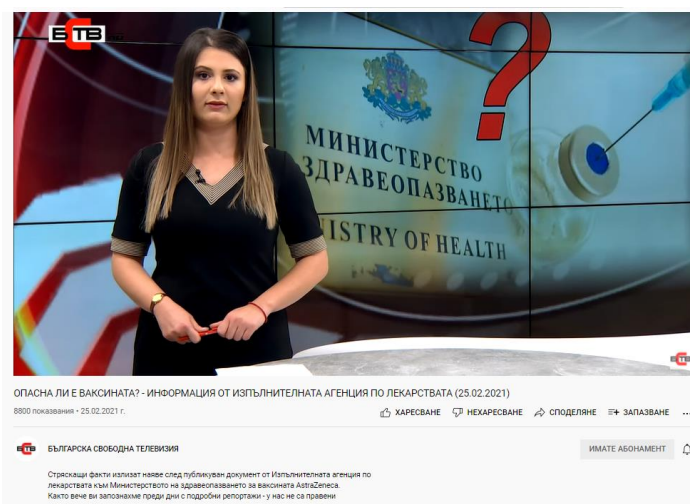 БСТВ
?
МИНИСТЕРСТВО
ЗДРАВЕОПАЗВАНЕТО
MINISTRY OF HEALTH
ОПАСНА ЛИ Е ВАКСИНАТА? - ИНФОРМАЦИЯ ОТ ИЗПЪЛНИТЕЛНАТА АГЕНЦИЯ ПО ЛЕКАРСТВАТА (25.02.2021)
8800 показвания • 25.02.2021 г.
ХАРЕСВАНЕ НЕХАРЕСВАНЕ СПОДЕЛЯНЕ ЗАПАЗВАНЕ ...
БСТВ БЪЛГАРСКА СВОБОДНА ТЕЛЕВИЗИЯ
ИМАТЕ АБОНАМЕНТ
Стряскащи факти излизат наяве след публикуван документ от Изпълнителната агенция по
лекарствата към Министерството на здравеопазването за ваксината AstraZeneca.
Както вече ви запознахме преди дни с подробни репортажи - у нас не са правени